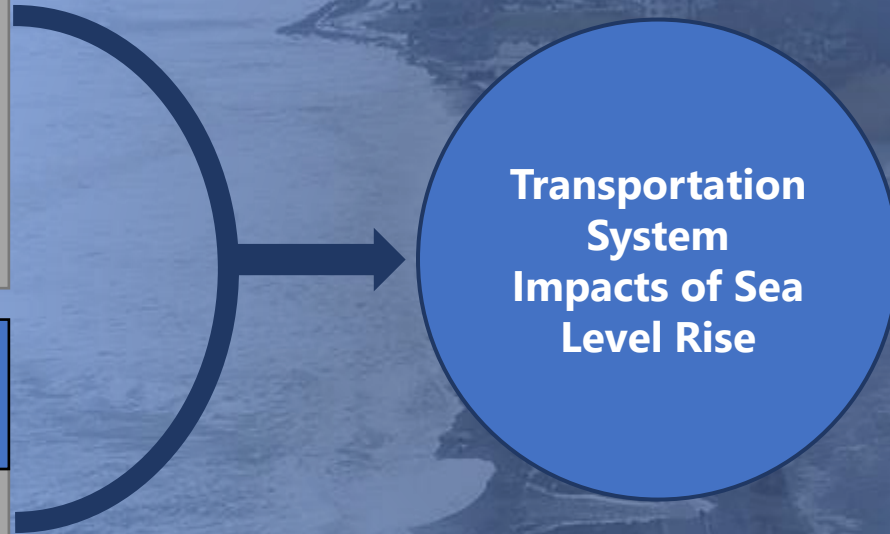 Transportation
System
Impacts of Sea
Level Rise